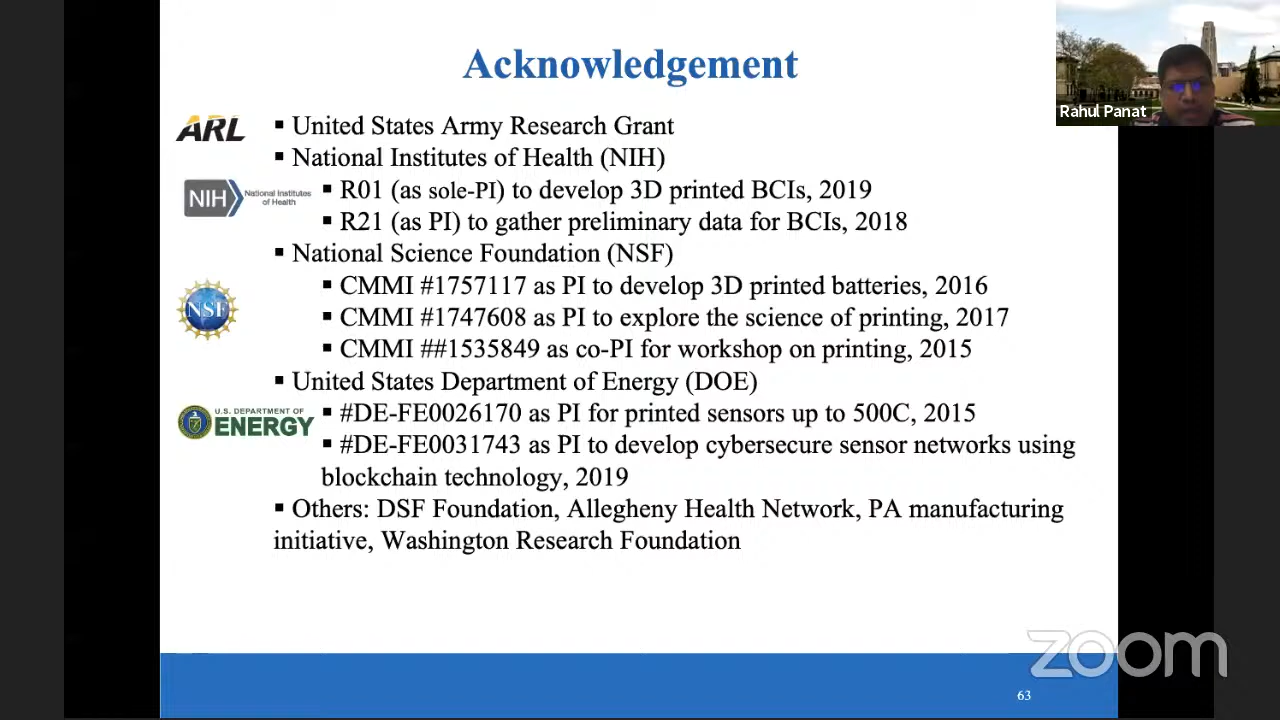 Acknowledgement
Rahul Panat
ARL
▪ United States Army Research Grant
▪ National Institutes of Health (NIH)
NIH National Institutes
of Health
▪ R01 (as sole-PI) to develop 3D printed BCIs, 2019
▪ R21 (as PI) to gather preliminary data for BCIs, 2018
▪ National Science Foundation (NSF)
NSF
▪ CMMI #1757117 as PI to develop 3D printed batteries, 2016
▪ CMMI #1747608 as PI to explore the science of printing, 2017
▪ CMMI ##1535849 as co-PI for workshop on printing, 2015
▪ United States Department of Energy (DOE)
U.S. DEPARTMENT OF
ENERGY
▪ #DE-FE0026170 as PI for printed sensors up to 500C, 2015
▪ #DE-FE0031743 as PI to develop cybersecure sensor networks using
blockchain technology, 2019
▪ Others: DSF Foundation, Allegheny Health Network, PA manufacturing
initiative, Washington Research Foundation
zoom
63